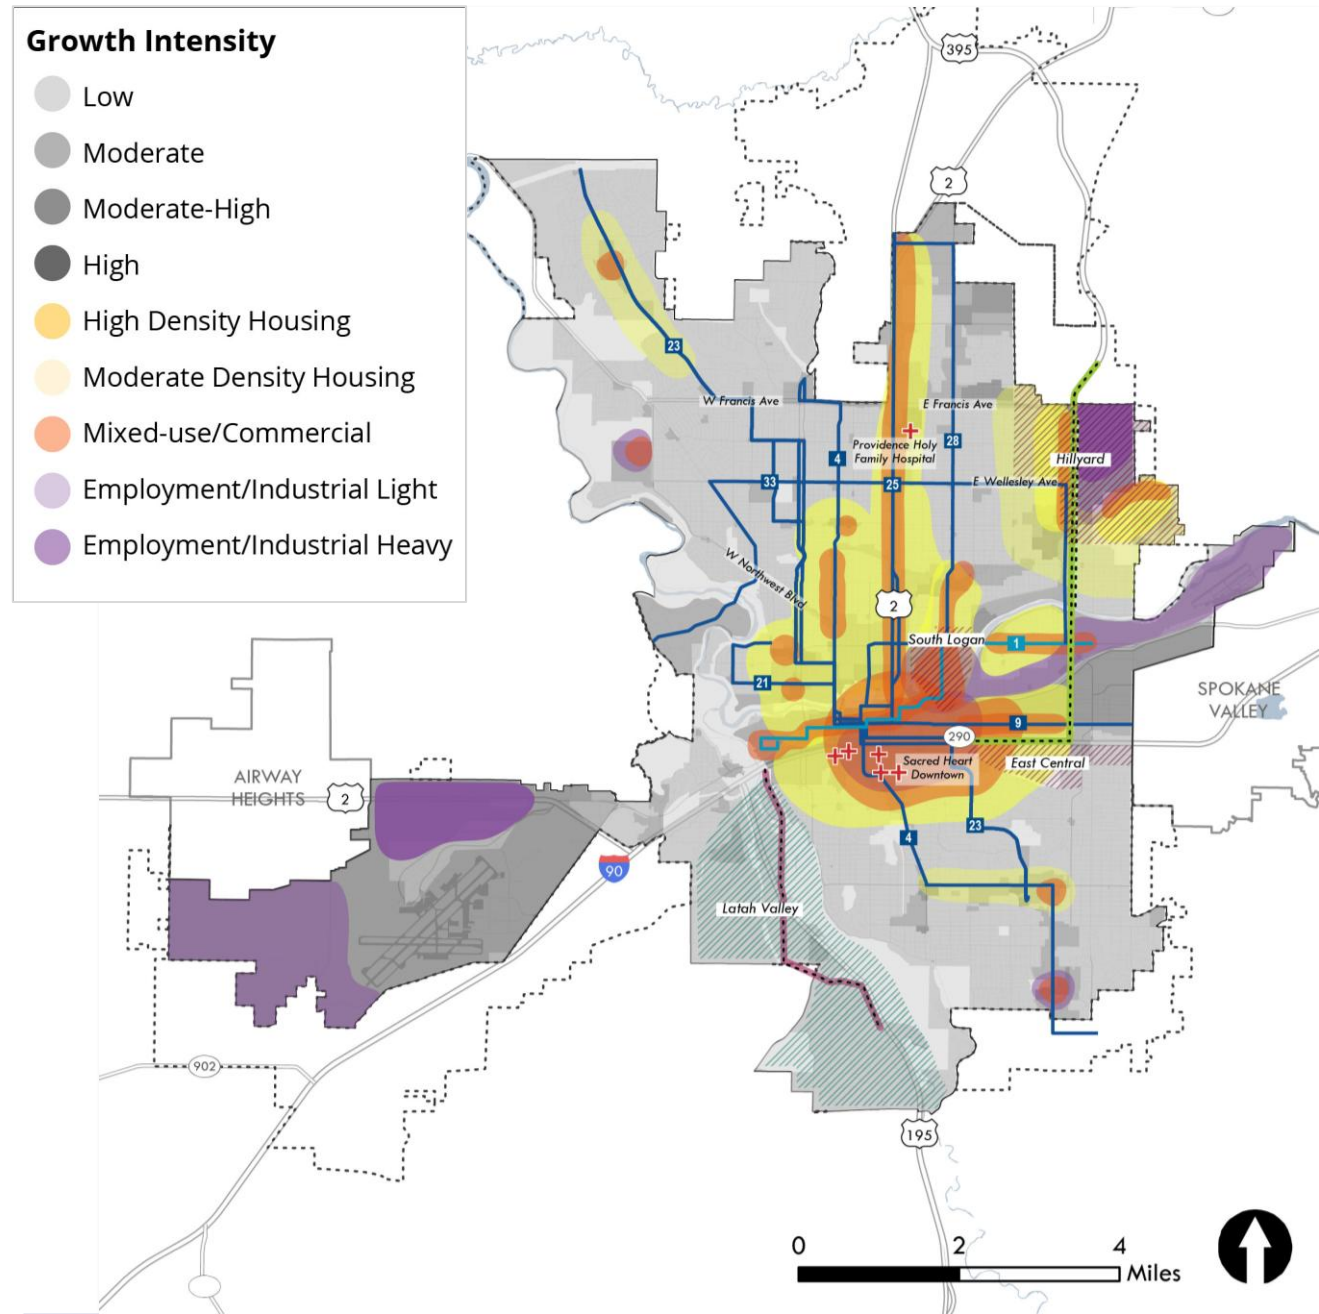 Growth Intensity
Low
Moderate
Moderate-High
High
High Density Housing
Moderate Density Housing
Mixed-use/Commercial
Employment/Industrial Light
Employment/Industrial Heavy
395
2
23
W Francis Ave
E Francis Ave
Providence Holy
Family Hospital
4
28
Hillyard
33
25
E Wellesley Ave
W Northwest Blvd
2
South Logan
1
21
SPOKANE
VALLEY
9
290
East Central
Sacred Heart
Downtown
AIRWAY
HEIGHTS
2
23
4
90
Latah Valley
902
195
0
2
4
Miles